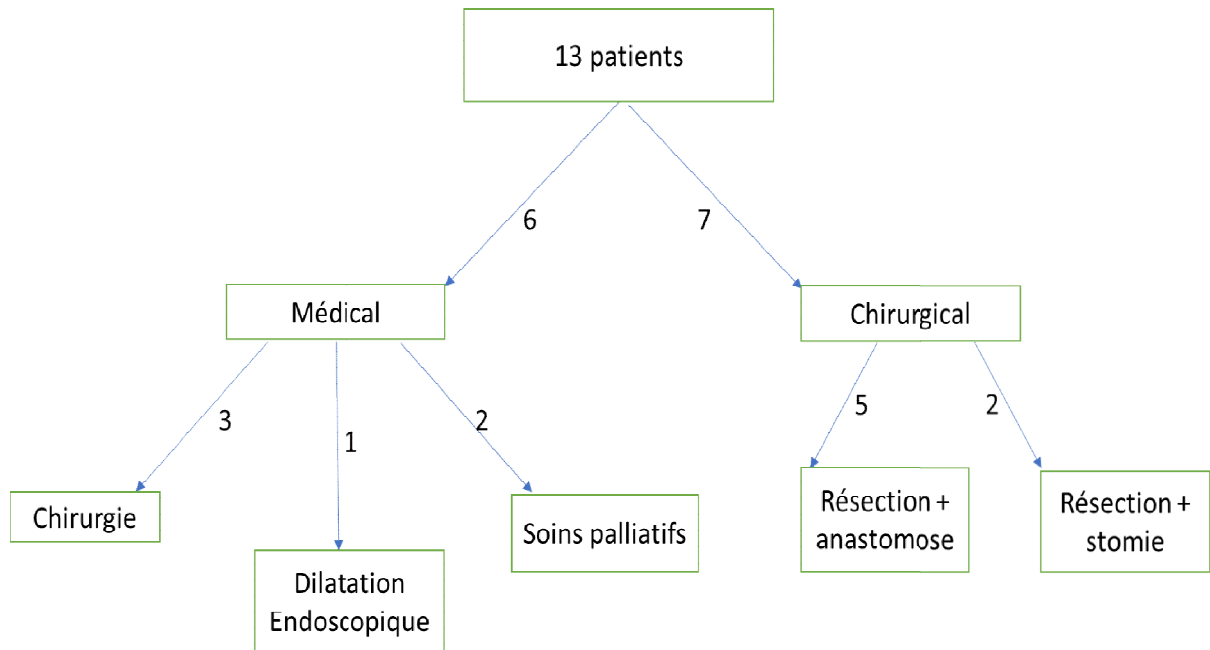 13 patients
6
7
Médical
Chirurgical
3
1
2
5
2
Chirurgie
Dilatation
Endoscopique
Soins palliatifs
Résection +
anastomose
Résection +
stomie